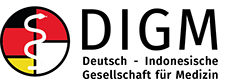 DIGM
Deutsch - Indonesische
Gesellschaft für Medizin